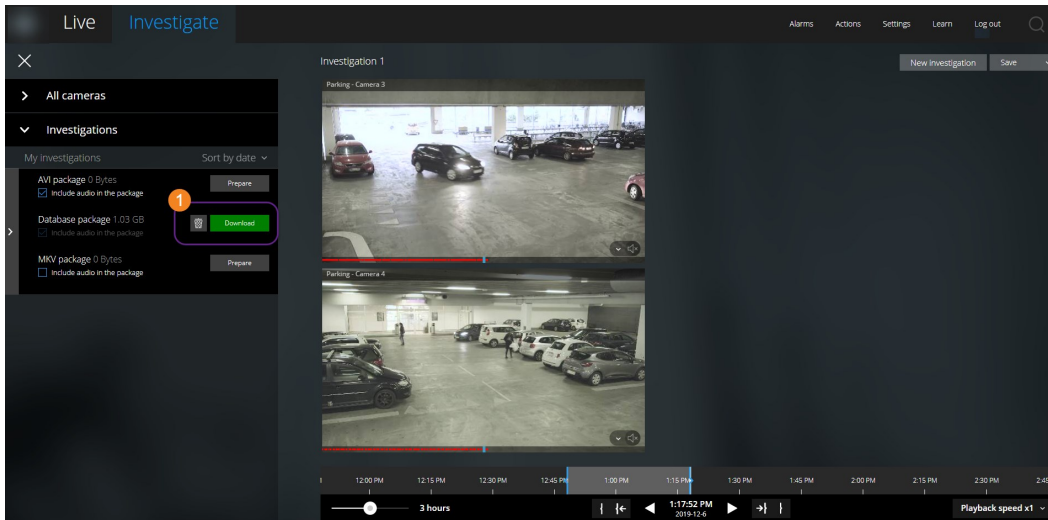 Live Investigate Alarms Actions Settings Learn Log out
Investigation 1 New investigation Save
Parking - Camera 3
All cameras
Investigations
My investigations Sort by date
AVI package 0 Bytes Prepare
Include audio in the package
1
Database package 1.03 GB Download
Include audio in the package
MKV package 0 Bytes Prepare
Include audio in the package
Parking - Camera 4
12:00 PM 12:15 PM 12:30 PM 12:45 PM 1:00 PM 1:15 PM 1:30 PM 1:45 PM 2:00 PM 2:15 PM 2:30 PM 2:45
3 hours 1:17:52 PM Playback speed x1
2019-12-6